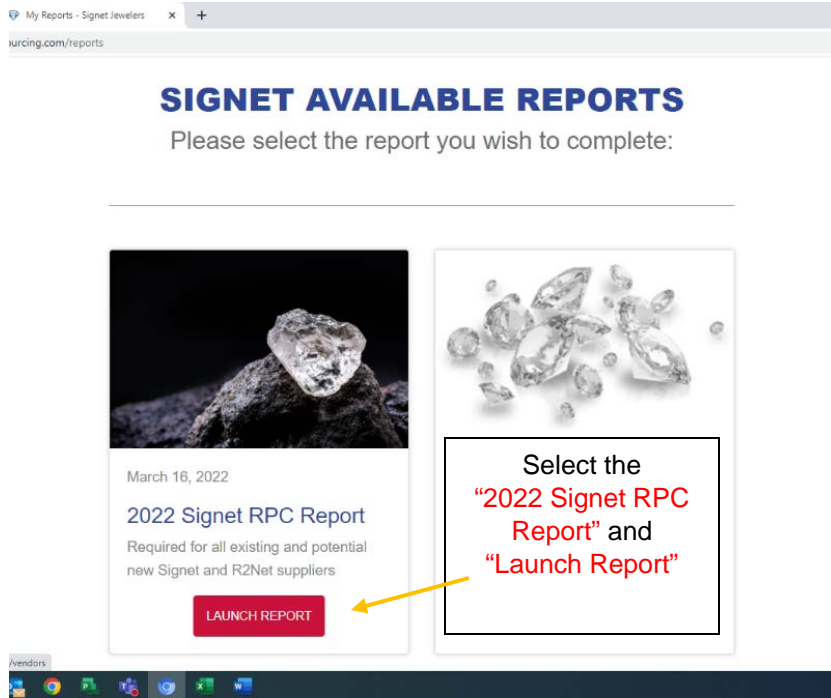 My Reports - Signet Jewelers
ourcing.com/reports
SIGNET AVAILABLE REPORTS
Please select the report you wish to complete:
March 16, 2022
2022 Signet RPC Report
Required for all existing and potential
new Signet and R2Net suppliers
LAUNCH REPORT
Select the
“2022 Signet RPC
Report” and
“Launch Report”
/vendors